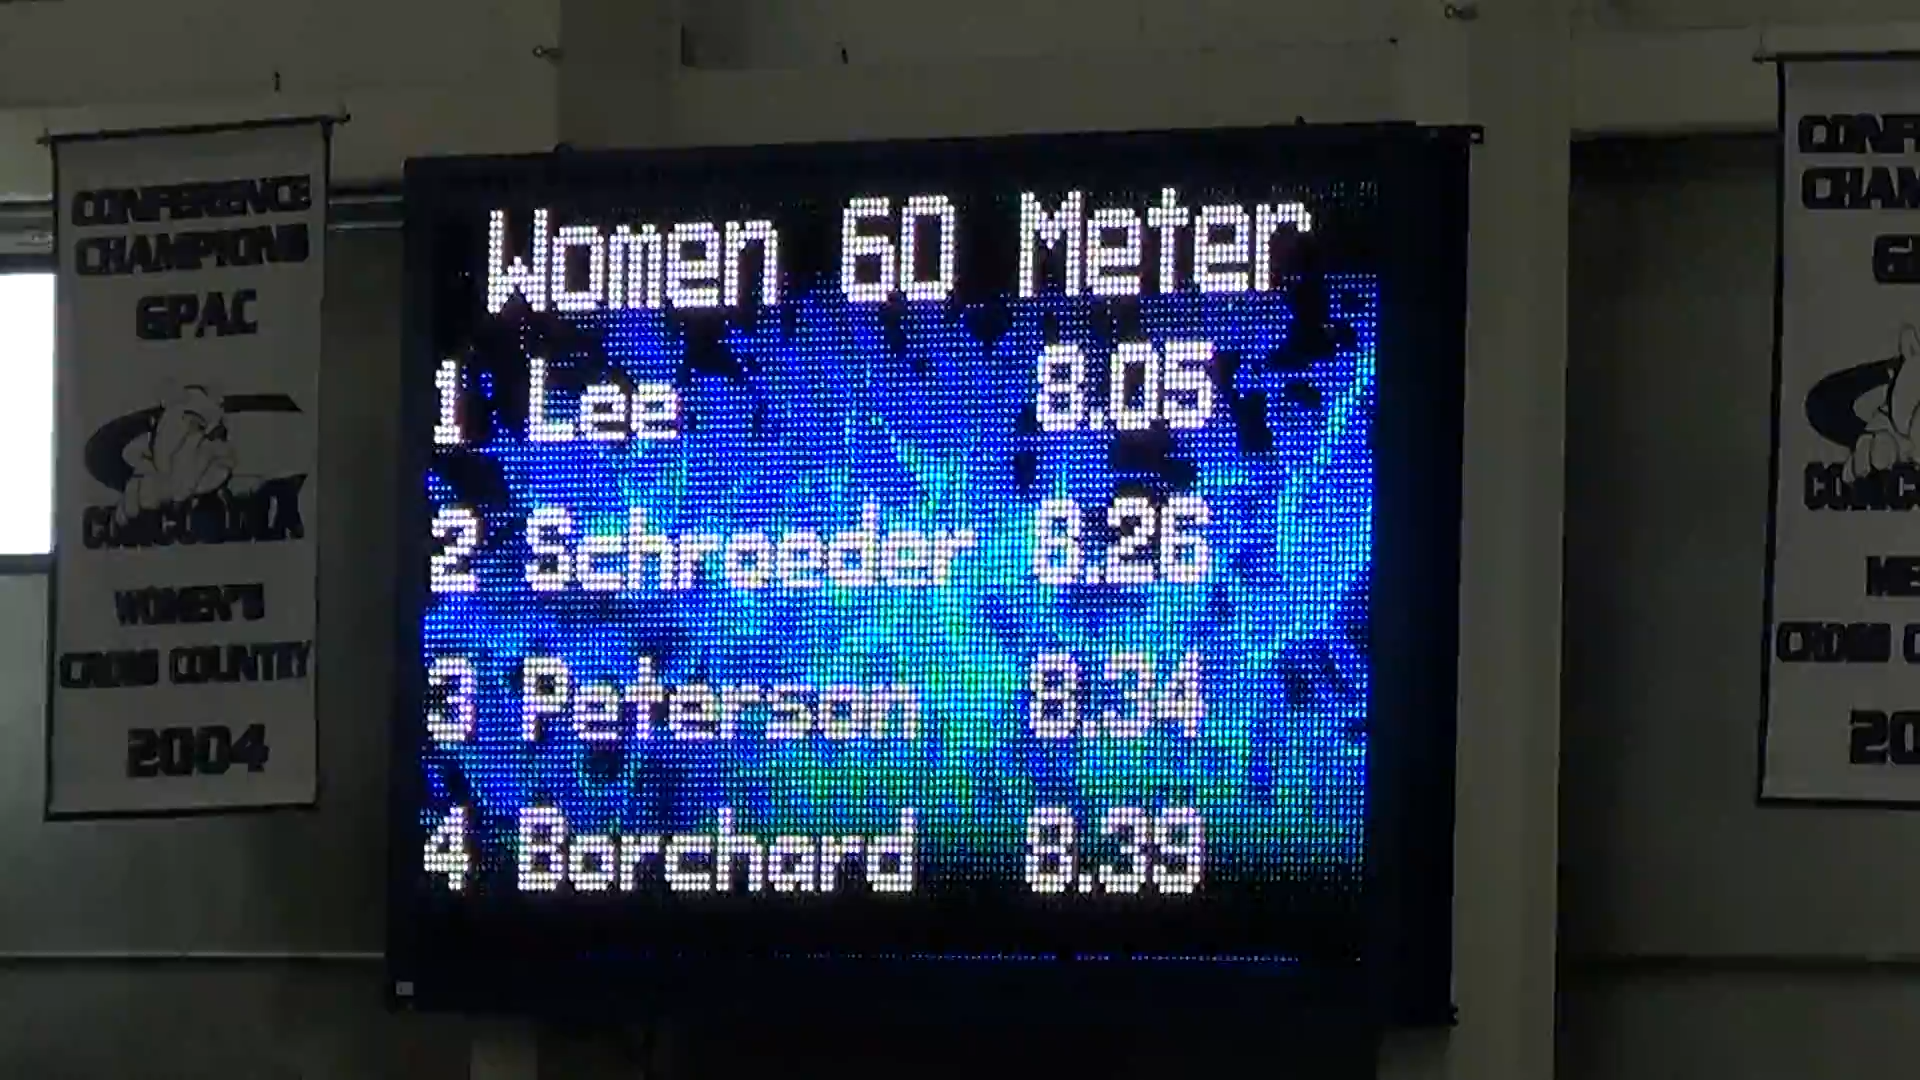 CONFERENCE
CHAMPIONS
GPAC
CONCORDIA
WOMEN'S
CROSS COUNTRY
2004
Women 60 Meter
1 Lee 8.05
2 Schroeder 8.26
3 Peterson 8.34
4 Borchard 8.39